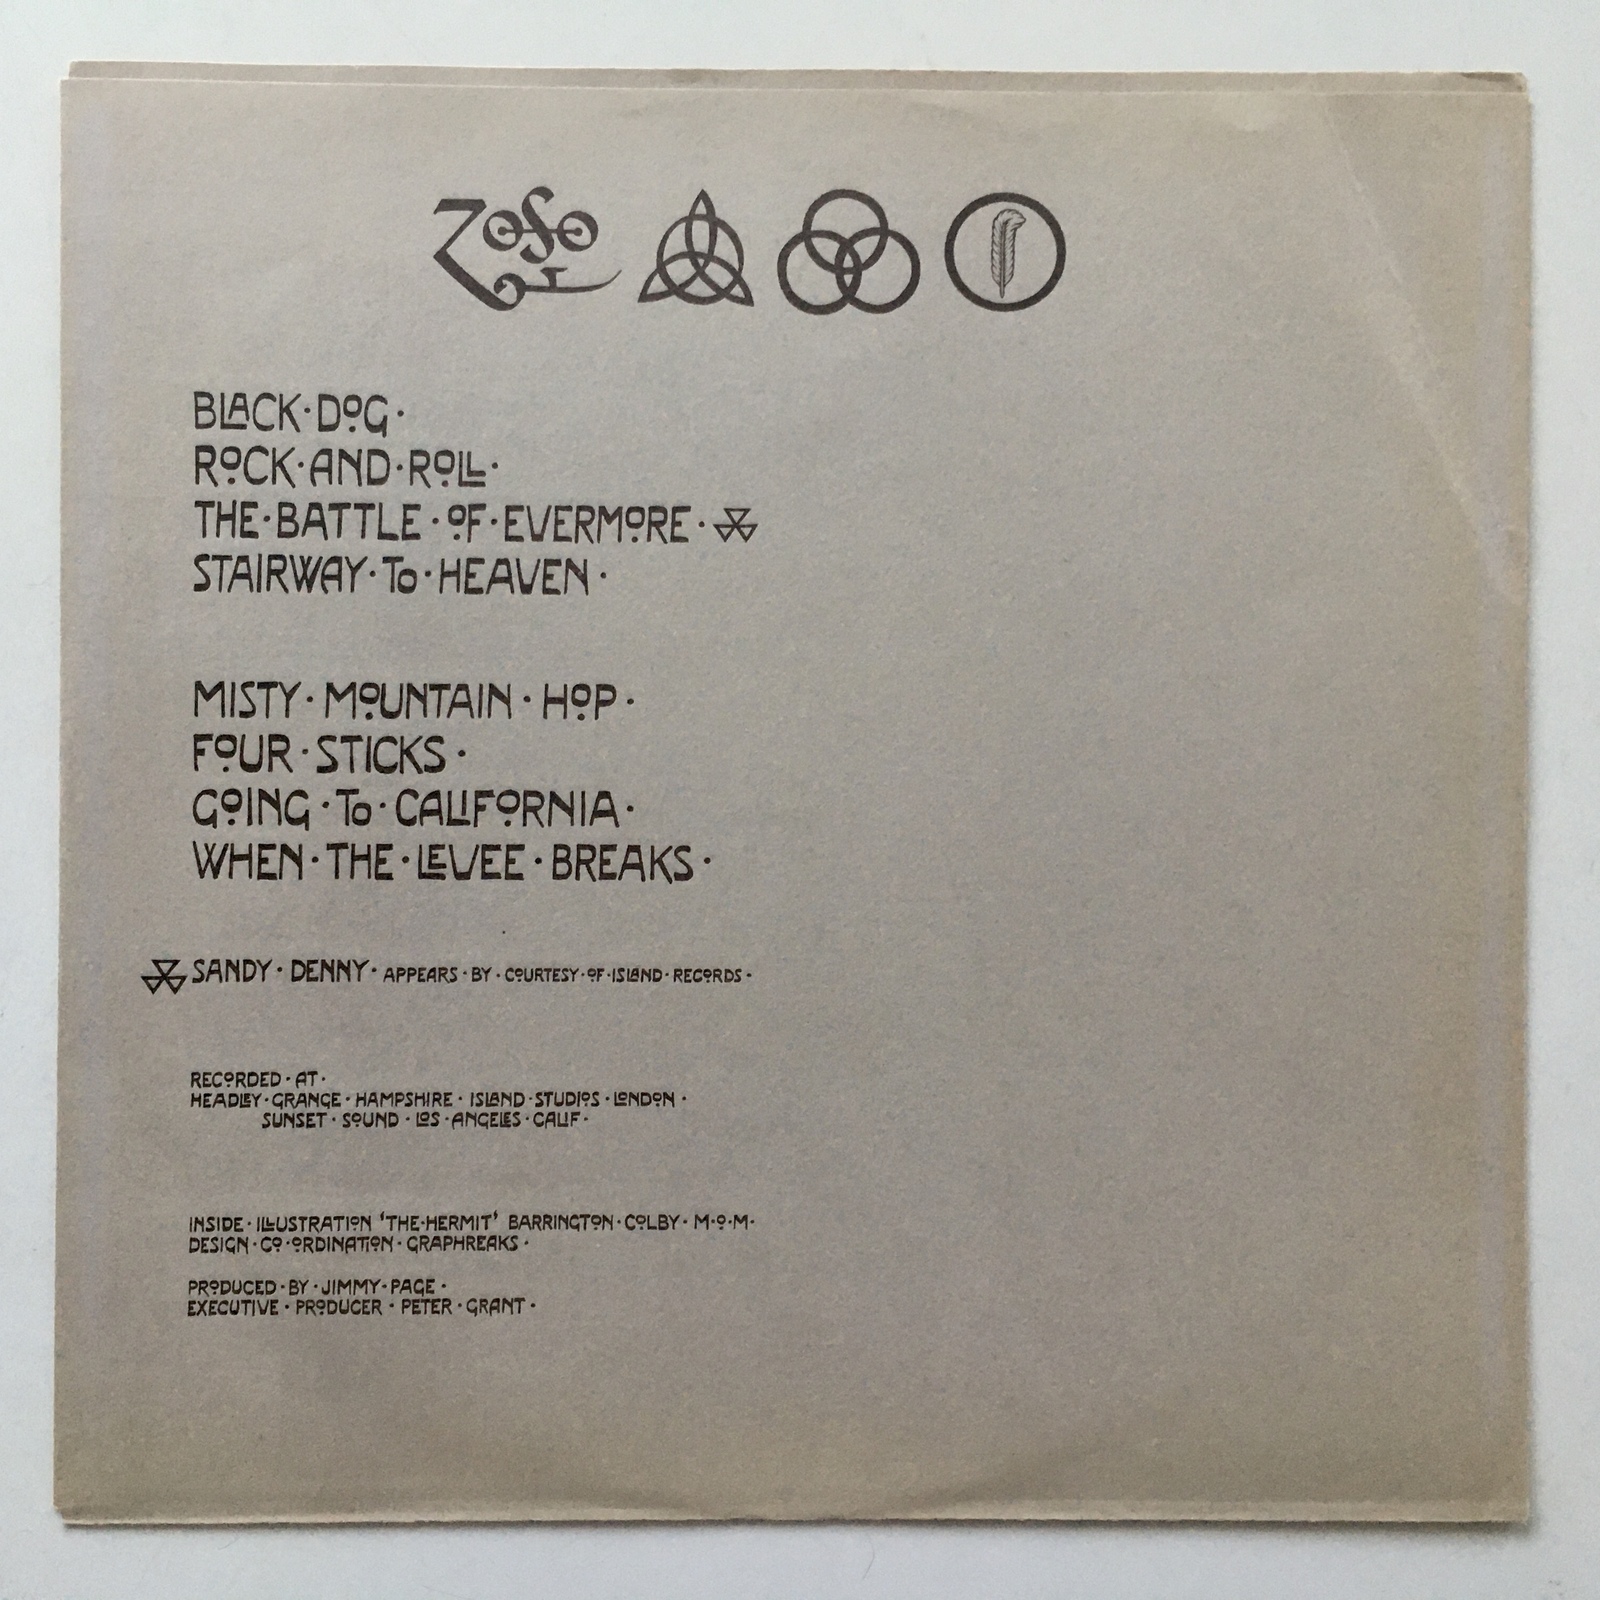 ZoSo
BLACK·DOG·
ROCK·AND·ROLL·
THE·BATTLE·OF·EVERMORE·
STAIRWAY·TO·HEAVEN·
MISTY·MOUNTAIN·HOP·
FOUR·STICKS·
GOING·TO·CALIFORNIA·
WHEN·THE·LEVEE·BREAKS·
SANDY·DENNY·APPEARS·BY·COURTESY·OF·ISLAND·RECORDS·
RECORDED·AT·
HEADLEY·GRANGE·HAMPSHIRE·ISLAND·STUDIOS·LONDON·
SUNSET·SOUND·LOS·ANGELES·CALIF·
INSIDE·ILLUSTRATION 'THE·HERMIT' BARRINGTON·COLBY·M·O·M·
DESIGN·CO·ORDINATION·GRAPHREAKS·
PRODUCED·BY·JIMMY·PAGE·
EXECUTIVE·PRODUCER·PETER·GRANT·